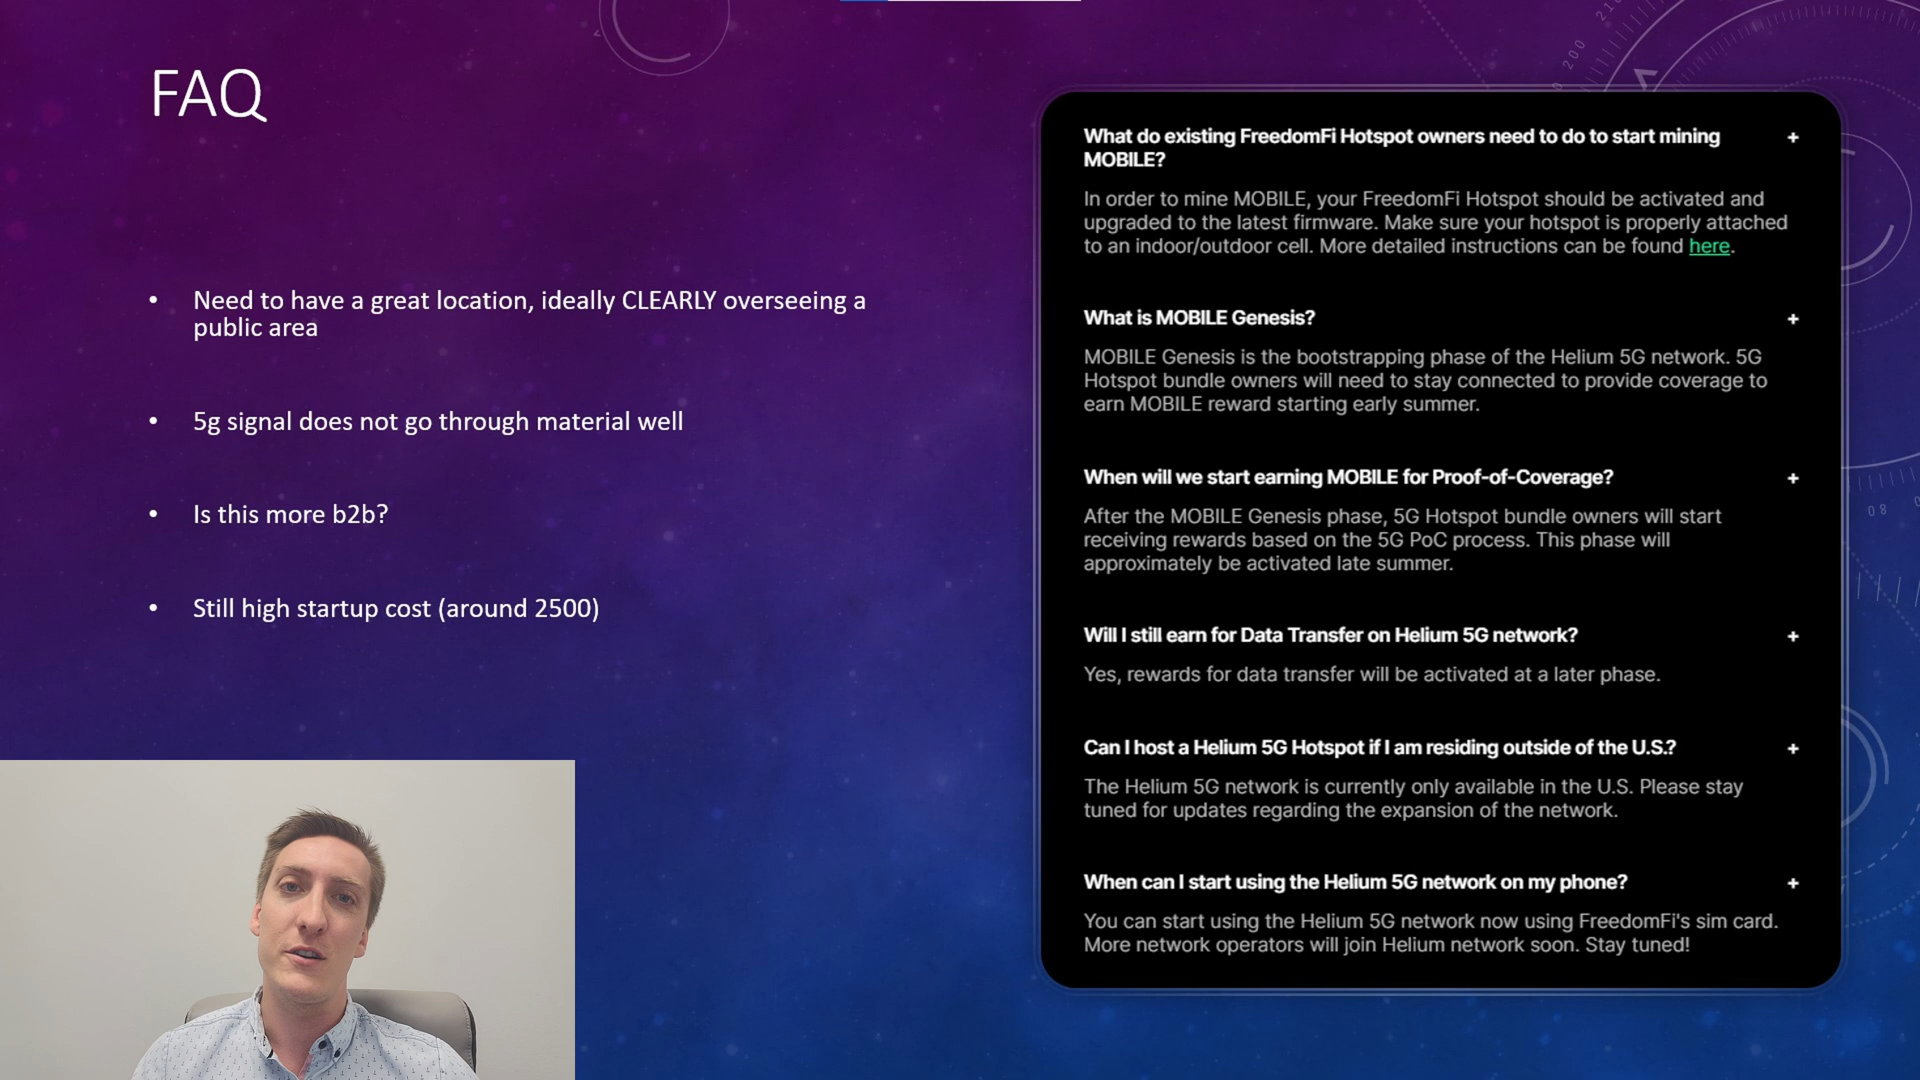 FAQ
• Need to have a great location, ideally CLEARLY overseeing a
public area
• 5g signal does not go through material well
• Is this more b2b?
• Still high startup cost (around 2500)
What do existing FreedomFi Hotspot owners need to do to start mining +
MOBILE?
In order to mine MOBILE, your FreedomFi Hotspot should be activated and
upgraded to the latest firmware. Make sure your hotspot is properly attached
to an indoor/outdoor cell. More detailed instructions can be found here.
What is MOBILE Genesis? +
MOBILE Genesis is the bootstrapping phase of the Helium 5G network. 5G
Hotspot bundle owners will need to stay connected to provide coverage to
earn MOBILE reward starting early summer.
When will we start earning MOBILE for Proof-of-Coverage? +
After the MOBILE Genesis phase, 5G Hotspot bundle owners will start
receiving rewards based on the 5G PoC process. This phase will
approximately be activated late summer.
Will I still earn for Data Transfer on Helium 5G network? +
Yes, rewards for data transfer will be activated at a later phase.
Can I host a Helium 5G Hotspot if I am residing outside of the U.S.? +
The Helium 5G network is currently only available in the U.S. Please stay
tuned for updates regarding the expansion of the network.
When can I start using the Helium 5G network on my phone? +
You can start using the Helium 5G network now using FreedomFi's sim card.
More network operators will join Helium network soon. Stay tuned!
200
80